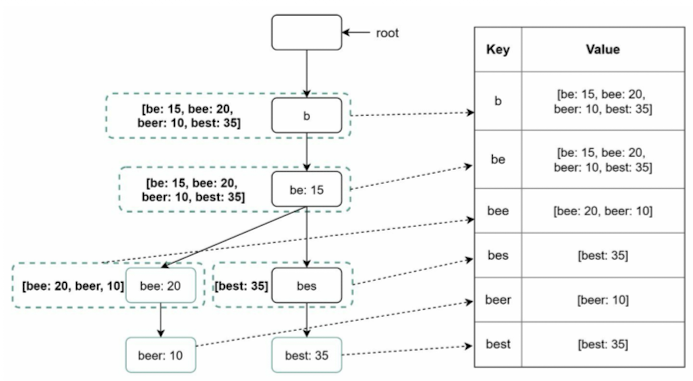 root
b
[be: 15, bee: 20,
beer: 10, best: 35]
be: 15
[be: 15, bee: 20,
beer: 10, best: 35]
[bee: 20, beer, 10]
bee: 20
[best: 35]
bes
beer: 10
best: 35
Key
Value
b
[be: 15, bee: 20,
beer: 10, best: 35]
be
[be: 15, bee: 20,
beer: 10, best: 35]
bee
[bee: 20, beer: 10]
bes
[best: 35]
beer
[beer: 10]
best
[best: 35]